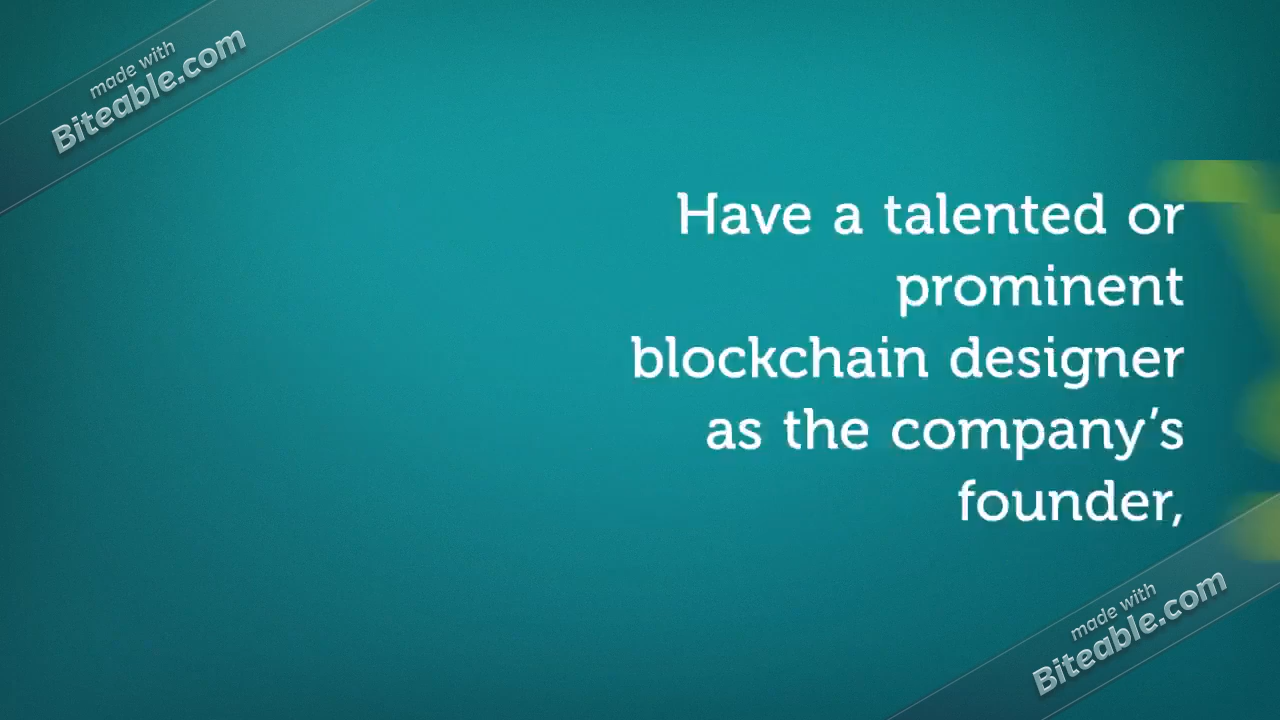 made with
Biteable.com
Have a talented or
prominent
blockchain designer
as the company’s
founder,
made with
Biteable.com